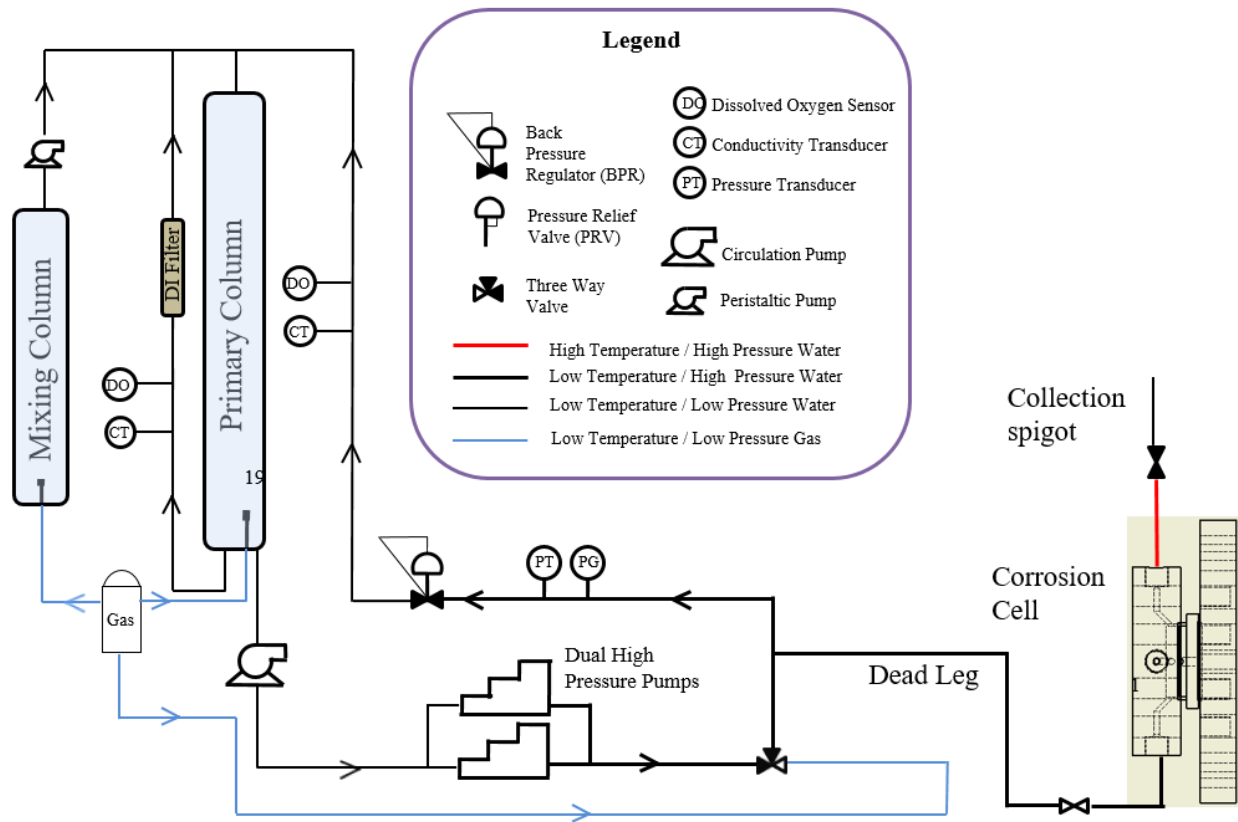 Legend
Back
Pressure
Regulator (BPR)
Pressure Relief
Valve (PRV)
Three Way
Valve
DO Dissolved Oxygen Sensor
CT Conductivity Transducer
PT Pressure Transducer
Circulation Pump
Peristaltic Pump
High Temperature / High Pressure Water
Low Temperature / High Pressure Water
Low Temperature / Low Pressure Water
Low Temperature / Low Pressure Gas
Mixing Column
DI Filter
Primary Column
19
DO
CT
DO
CT
Gas
PT
PG
Dual High
Pressure Pumps
Dead Leg
Collection
spigot
Corrosion
Cell
1